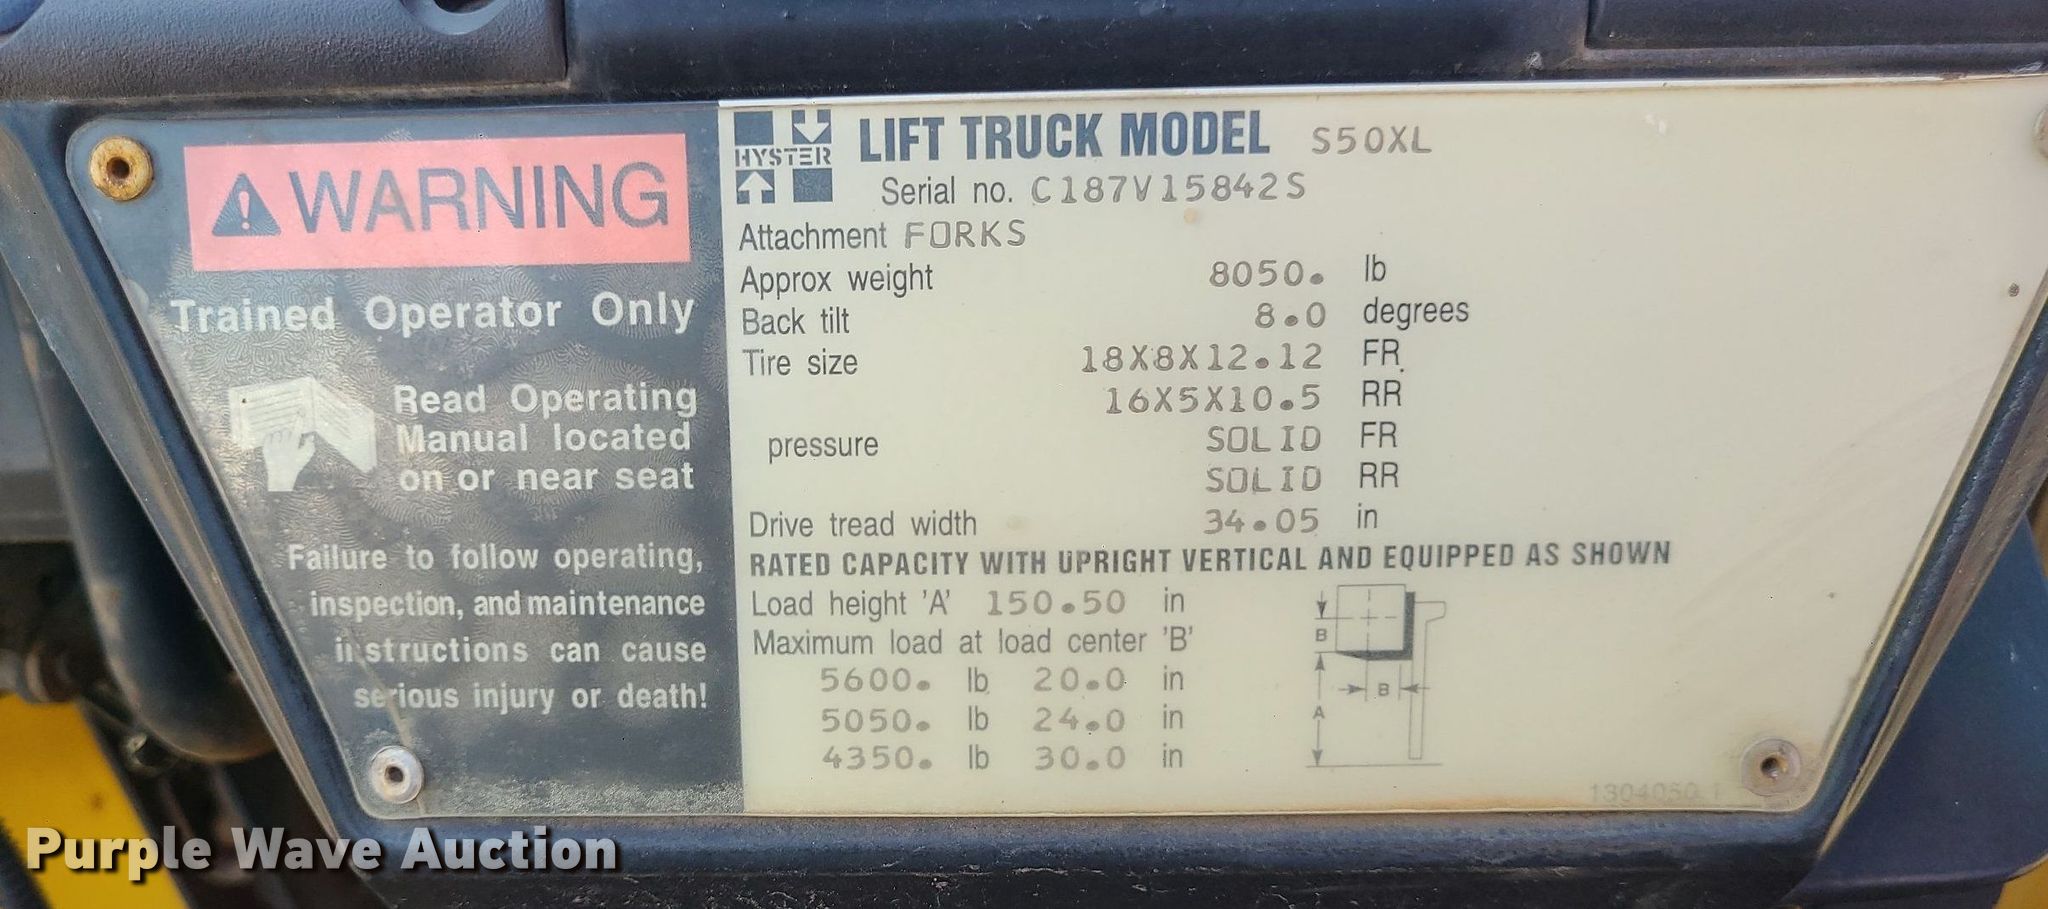 WARNING
Trained Operator Only
Read Operating
Manual located
on or near seat
Failure to follow operating,
inspection, and maintenance
instructions can cause
serious injury or death!
HYSTER
LIFT TRUCK MODEL S50XL
Serial no. C187V15842S
Attachment FORKS
Approx weight 8050. lb
Back tilt 8.0 degrees
Tire size 18X8X12.12 FR
16X5X10.5 RR
pressure SOLID FR
SOLID RR
Drive tread width 34.05 in
RATED CAPACITY WITH UPRIGHT VERTICAL AND EQUIPPED AS SHOWN
Load height 'A' 150.50 in
Maximum load at load center 'B'
5600. lb 20.0 in
5050. lb 24.0 in
4350. lb 30.0 in
B
B
A
Purple Wave Auction